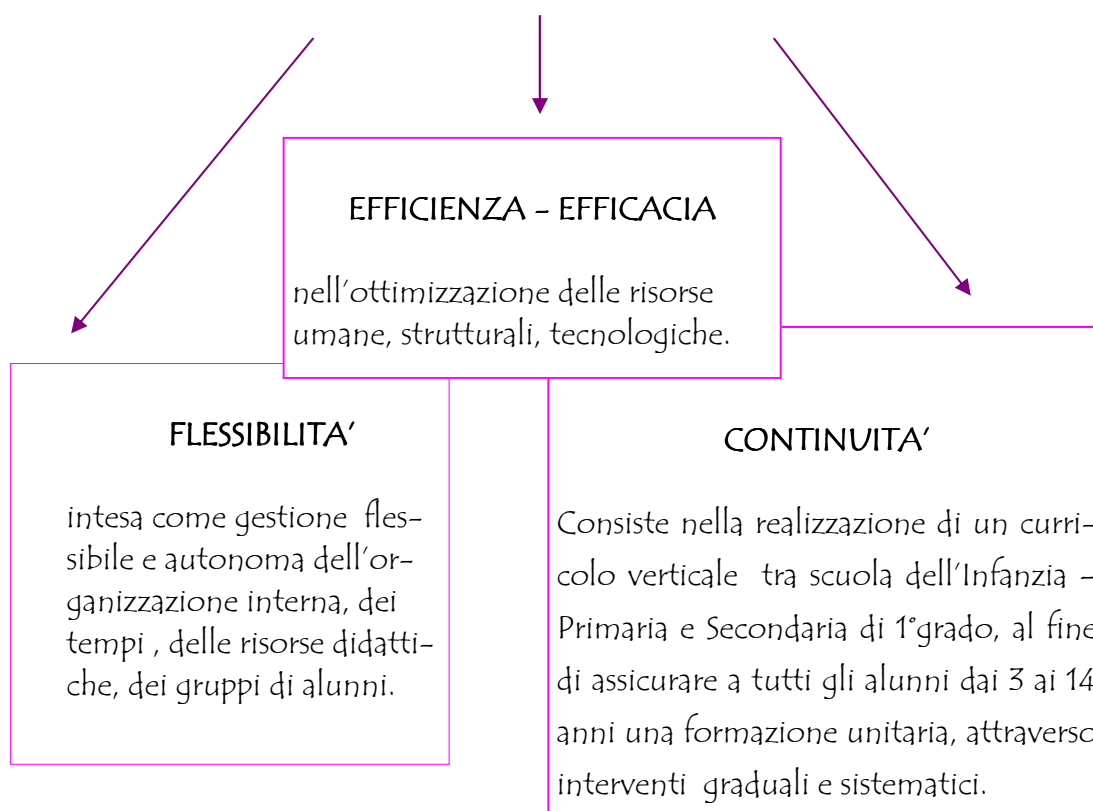 EFFICIENZA – EFFICACIA
nell'ottimizzazione delle risorse
umane, strutturali, tecnologiche.
FLESSIBILITA'
intesa come gestione  fles-
sibile e autonoma dell'or-
ganizzazione interna, dei
tempi , delle risorse didatti-
che, dei gruppi di alunni.
CONTINUITA'
Consiste nella realizzazione di un curri-
colo verticale  tra scuola dell'Infanzia –
Primaria e Secondaria di 1°grado, al fine
di assicurare a tutti gli alunni dai 3 ai 14
anni una formazione unitaria, attraverso
interventi  graduali e sistematici.